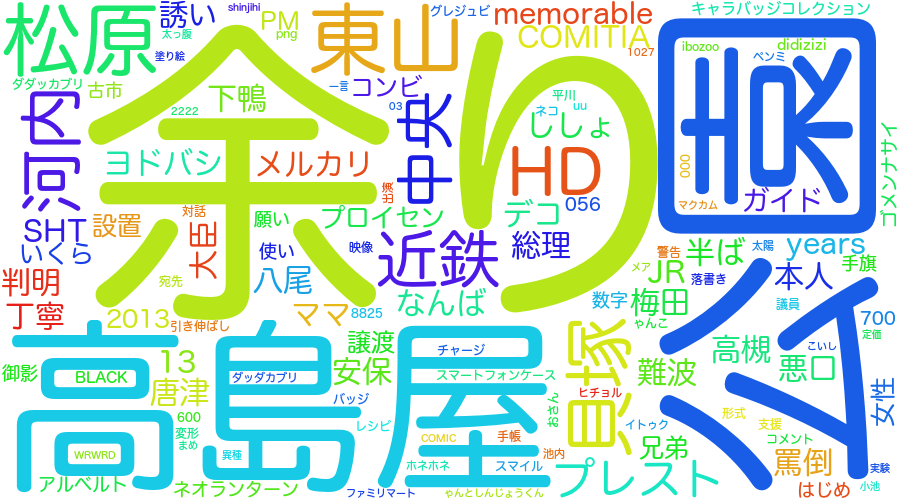 松原
誘い
shinjihi
太っ腹
塗り絵
PM
png
東山
グレジュビ
memorable
COMITIA
1027
キャラバッジコレクション
ibozoo
didizizi
ペンミ
園
余り
ダダッカブリ
古市
2222
下鴨
一言
コンビ
03
平川
ネコ
uu
ししょ
河内
ヨドバシ
メルカリ
出演
中央
HD
000
マクカム
ガイド
ゴメンナサイ
SHT
設置
対話
大臣
願い
プロイセン
デコ
056
いくら
使い
映像
近鉄
総理
警告
半ば
太陽
years
判明
宛先
八尾
メア
JR
落書き
本人
手旗
丁寧
2013
引き伸ばし
ママ
8825
なんば
数字
梅田
ゃんこ
議員
700
定価
公
高島屋
譲渡
チャージ
貝塚
高槻
こいし
御影
BLACK
13
唐津
ダッダカブリ
安保
スマートフォンケース
難波
悪口
ヒチョル
女性
600
バッジ
おさん
イトゥク
形式
支援
WRWRD
変形
まめ
レシピ
COMIC
手帳
兄弟
コメント
異種
ホネホネ
スマイル
池内
罵倒
実験
アルベルト
ネオランターン
ファミリマート
ゃんとしんじょうくん
プレスト
はじめ
小池